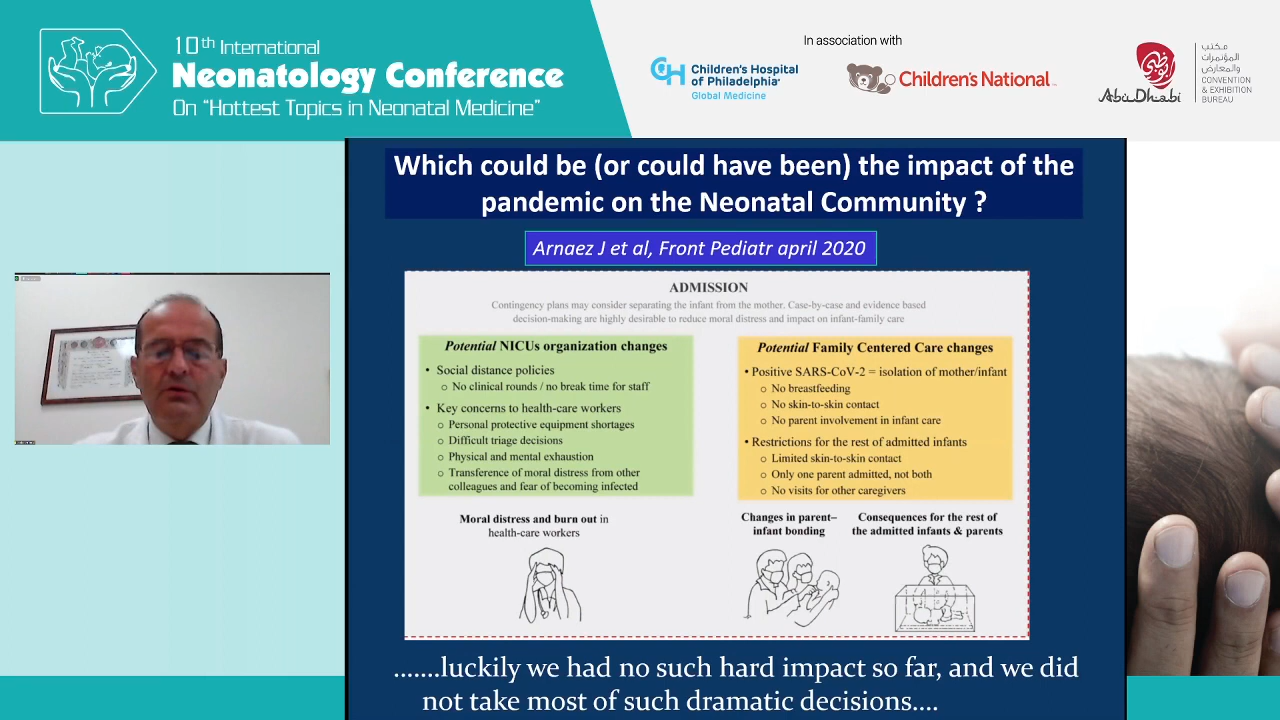 10th International
Neonatology Conference
On “Hottest Topics in Neonatal Medicine”
In association with
Children's Hospital
of Philadelphia®
Global Medicine
Children's National™
أبوظبي
Abu Dhabi
مكتب
المؤتمرات
والمعارض
CONVENTION
& EXHIBITION
BUREAU
Which could be (or could have been) the impact of the
pandemic on the Neonatal Community ?
Arnaez J et al, Front Pediatr april 2020
ADMISSION
Contingency plans may consider separating the infant from the mother. Case-by-case and evidence based
decision-making are highly desirable to reduce moral distress and impact on infant-family care
Potential NICUs organization changes
• Social distance policies
○ No clinical rounds / no break time for staff
• Key concerns to health-care workers
○ Personal protective equipment shortages
○ Difficult triage decisions
○ Physical and mental exhaustion
○ Transference of moral distress from other
colleagues and fear of becoming infected
Potential Family Centered Care changes
• Positive SARS-CoV-2 = isolation of mother/infant
○ No breastfeeding
○ No skin-to-skin contact
○ No parent involvement in infant care
• Restrictions for the rest of admitted infants
○ Limited skin-to-skin contact
○ Only one parent admitted, not both
○ No visits for other caregivers
Moral distress and burn out in
health-care workers
Changes in parent–
infant bonding
Consequences for the rest of
the admitted infants & parents
.......luckily we had no such hard impact so far, and we did
not take most of such dramatic decisions....